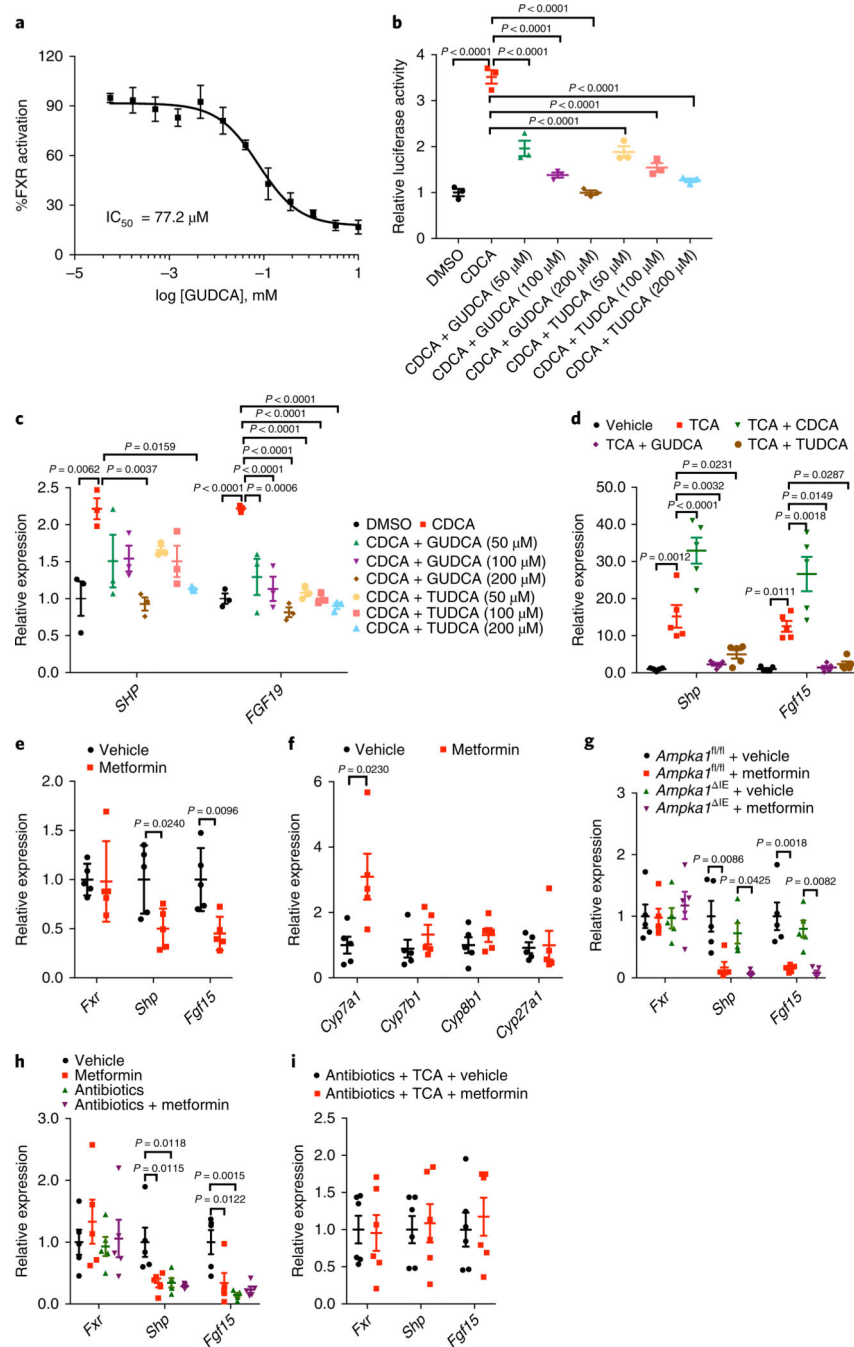 a
%FXR activation
120
90
60
30
0
IC50 = 77.2 μM
–5
–3
–1
1
log [GUDCA], mM
b
P < 0.0001
P < 0.0001
P < 0.0001 P < 0.0001
P < 0.0001
P < 0.0001
P < 0.0001
Relative luciferase activity
4
3
2
1
0
DMSO
CDCA
CDCA + GUDCA (50 μM)
CDCA + GUDCA (100 μM)
CDCA + GUDCA (200 μM)
CDCA + TUDCA (50 μM)
CDCA + TUDCA (100 μM)
CDCA + TUDCA (200 μM)
c
P < 0.0001
P < 0.0001
P < 0.0001
P < 0.0001
P < 0.0001
P < 0.0001 P = 0.0006
P = 0.0159
P = 0.0062 P = 0.0037
Relative expression
2.5
2.0
1.5
1.0
0.5
0.0
SHP
FGF19
DMSO CDCA
CDCA + GUDCA (50 μM)
CDCA + GUDCA (100 μM)
CDCA + GUDCA (200 μM)
CDCA + TUDCA (50 μM)
CDCA + TUDCA (100 μM)
CDCA + TUDCA (200 μM)
d
Vehicle TCA TCA + CDCA
TCA + GUDCA TCA + TUDCA
P = 0.0231
P = 0.0032
P < 0.0001
P = 0.0012
P = 0.0287
P = 0.0149
P = 0.0018
P = 0.0111
Relative expression
50.0
40.0
30.0
20.0
10.0
0.0
Shp
Fgf15
e
Vehicle
Metformin
P = 0.0240
P = 0.0096
Relative expression
2.0
1.5
1.0
0.5
0
Fxr
Shp
Fgf15
f
Vehicle Metformin
P = 0.0230
Relative expression
6
4
2
0
Cyp7a1
Cyp7b1
Cyp8b1
Cyp27a1
g
Ampka1fl/fl + vehicle
Ampka1fl/fl + metformin
Ampka1ΔIE + vehicle
Ampka1ΔIE + metformin
P = 0.0086
P = 0.0425
P = 0.0018
P = 0.0082
Relative expression
3
2
1
0
Fxr
Shp
Fgf15
h
Vehicle
Metformin
Antibiotics
Antibiotics + metformin
P = 0.0118
P = 0.0115
P = 0.0015
P = 0.0122
Relative expression
3.0
2.0
1.0
0.0
Fxr
Shp
Fgf15
i
Antibiotics + TCA + vehicle
Antibiotics + TCA + metformin
Relative expression
2.5
2.0
1.5
1.0
0.5
0.0
Fxr
Shp
Fgf15